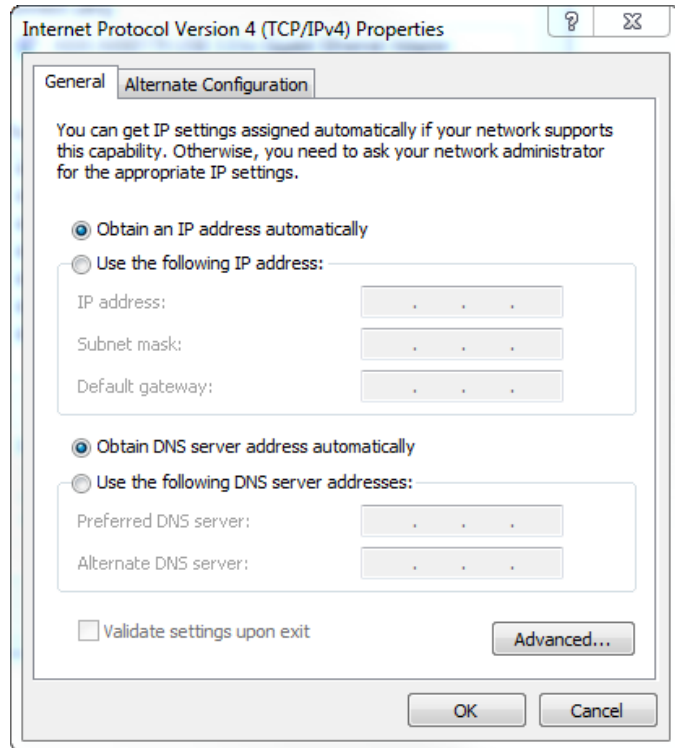 Internet Protocol Version 4 (TCP/IPv4) Properties
General
Alternate Configuration
You can get IP settings assigned automatically if your network supports
this capability. Otherwise, you need to ask your network administrator
for the appropriate IP settings.
Obtain an IP address automatically
Use the following IP address:
IP address:
. . .
Subnet mask:
. . .
Default gateway:
. . .
Obtain DNS server address automatically
Use the following DNS server addresses:
Preferred DNS server:
. . .
Alternate DNS server:
. . .
Validate settings upon exit
Advanced...
OK
Cancel